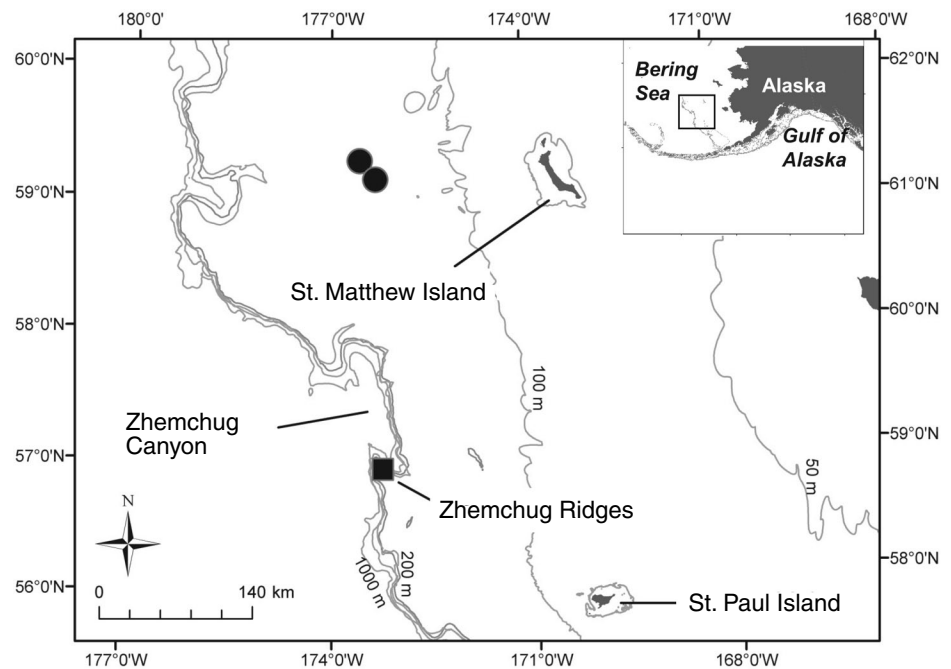 180°0'
177°0'W
174°0'W
171°0'W
168°0'W
60°0'N
62°0'N
Bering
Sea
Alaska
Gulf of
Alaska
59°0'N
61°0'N
St. Matthew Island
60°0'N
58°0'N
100 m
Zhemchug
Canyon
59°0'N
57°0'N
50 m
Zhemchug Ridges
N
58°0'N
200 m
1000 m
56°0'N
0 140 km
St. Paul Island
177°0'W
174°0'W
171°0'W
168°0'W